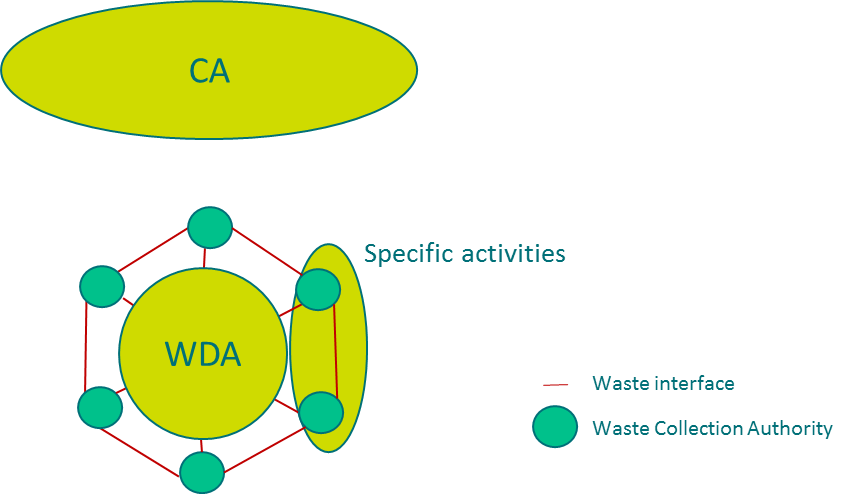 CA
Specific activities
WDA
Waste interface
Waste Collection Authority